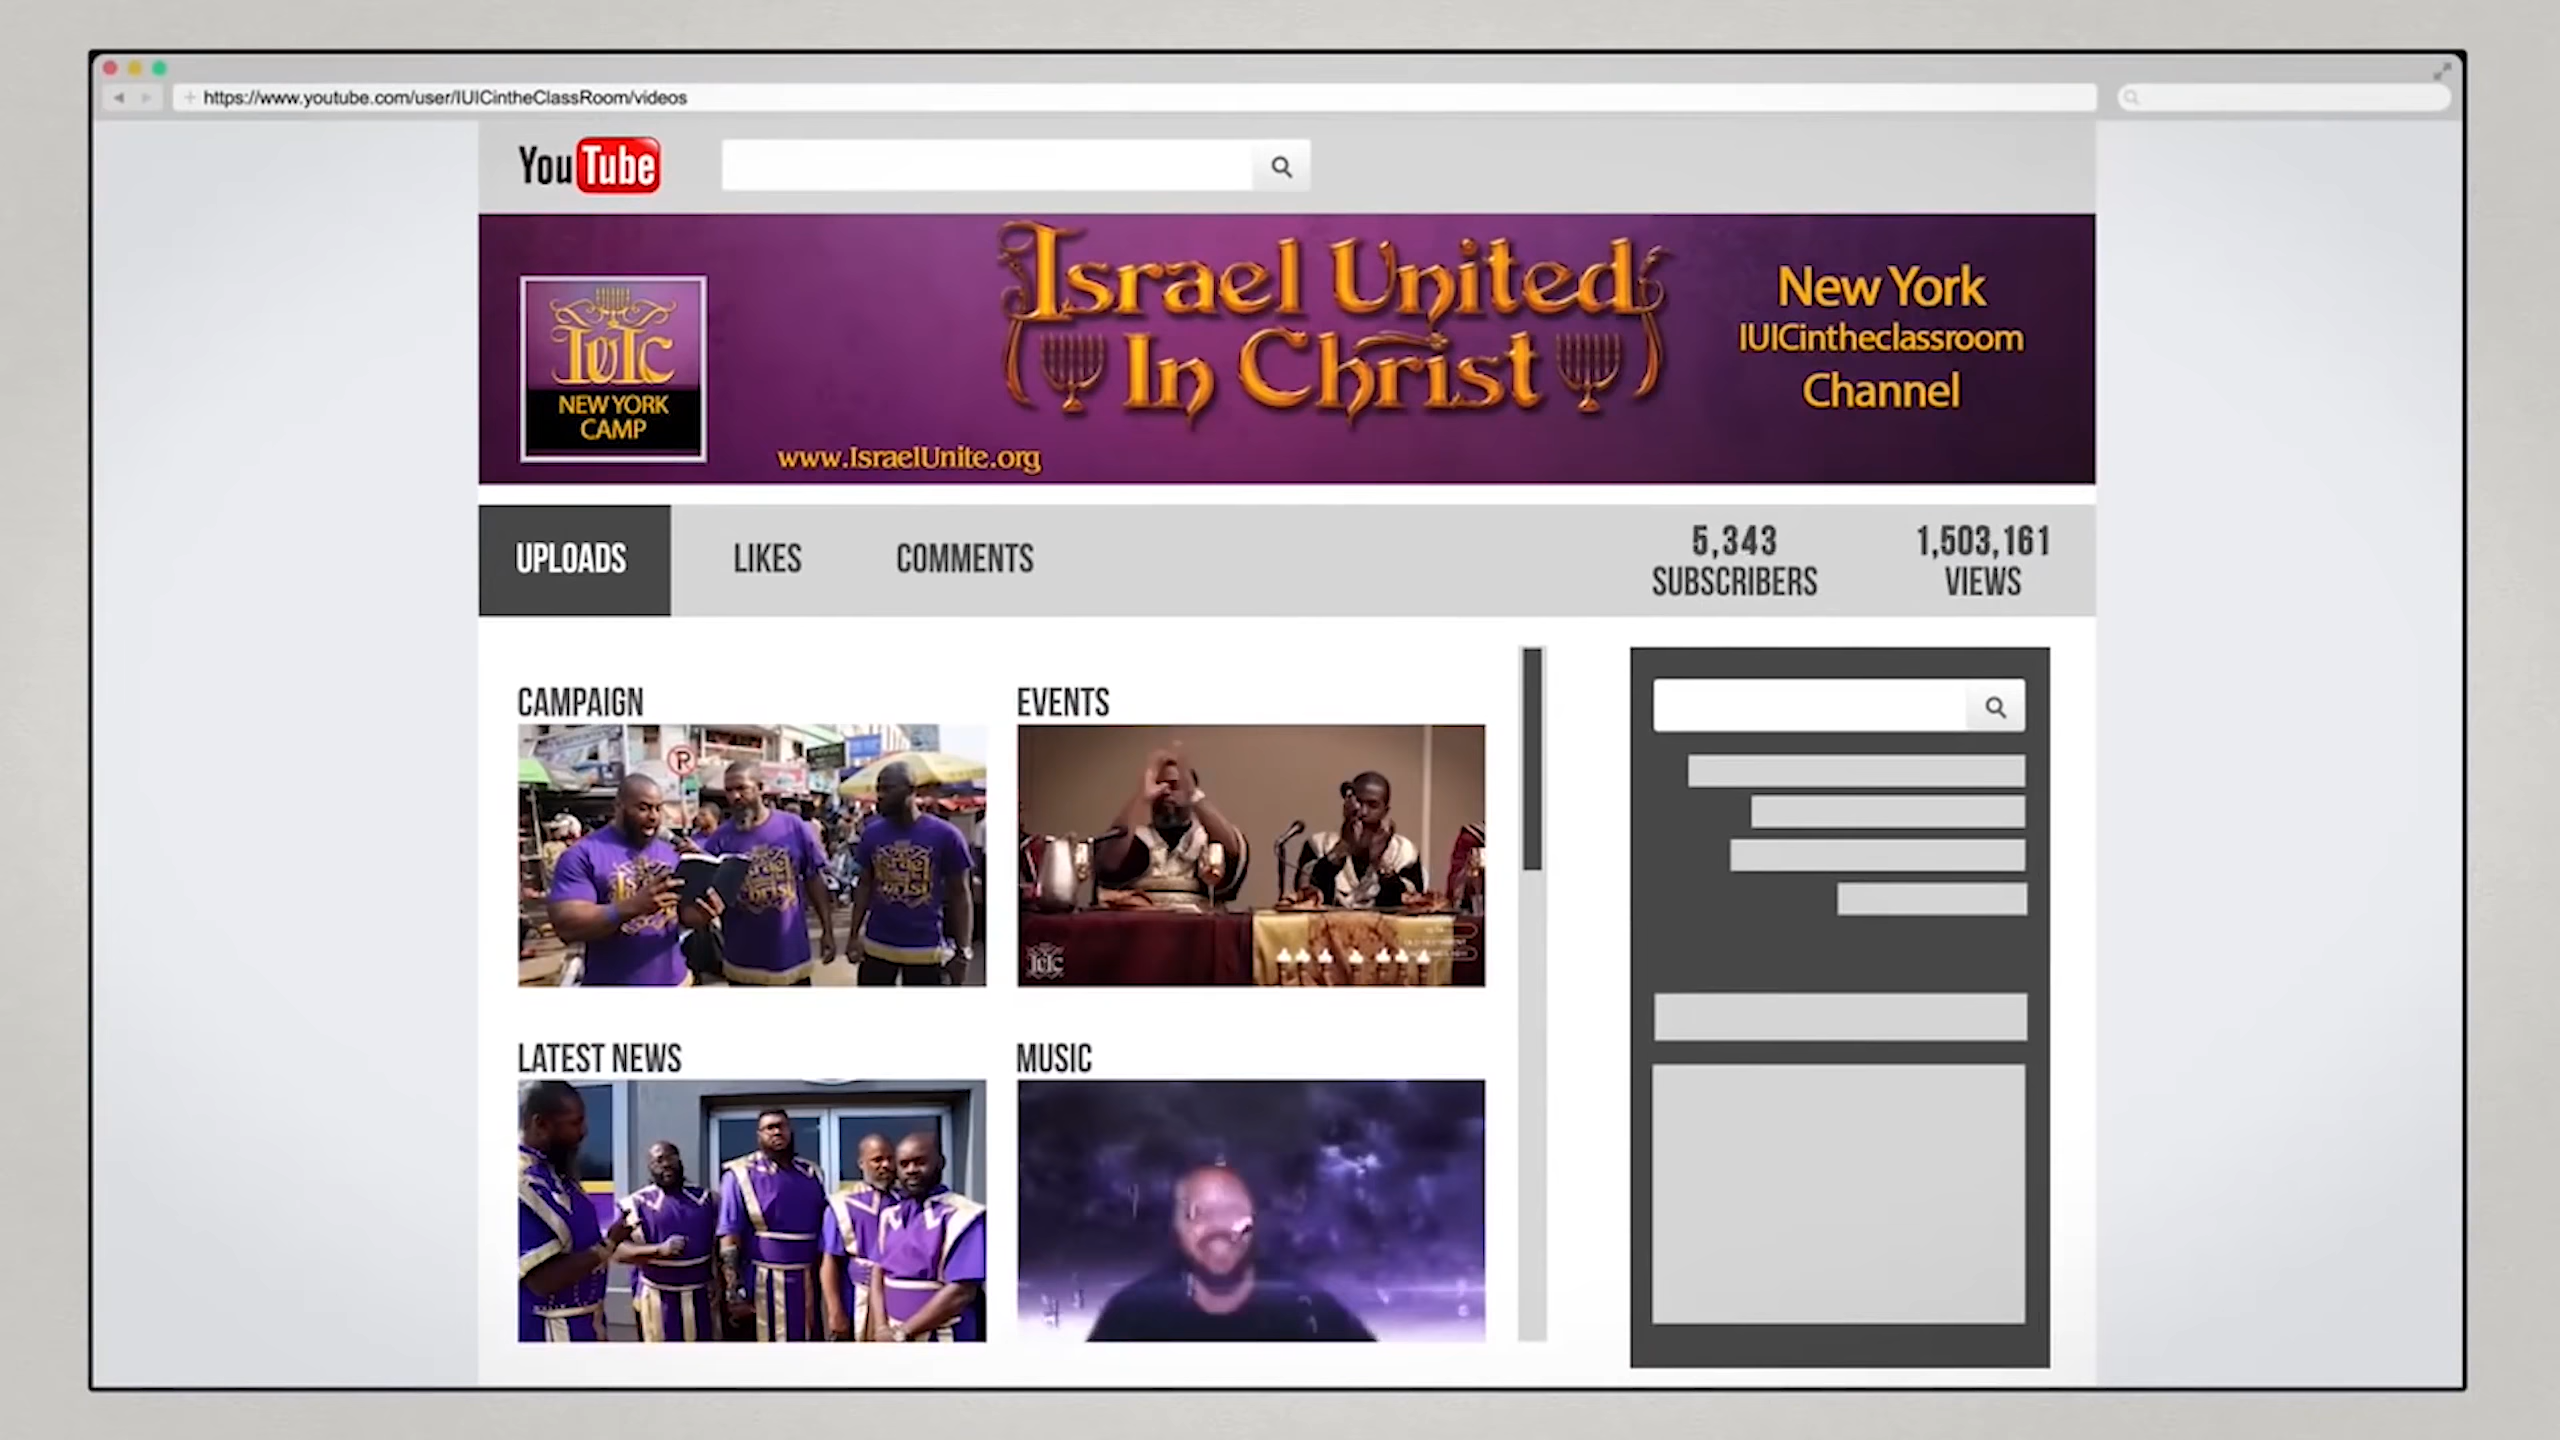 https://www.youtube.com/user/IUICintheClassRoom/videos
YouTube
Israel United
In Christ
IUIC
NEW YORK
CAMP
www.IsraelUnite.org
New York
IUICintheclassroom
Channel
UPLOADS
LIKES
COMMENTS
5,343
SUBSCRIBERS
1,503,161
VIEWS
CAMPAIGN
EVENTS
IUIC
LATEST NEWS
MUSIC